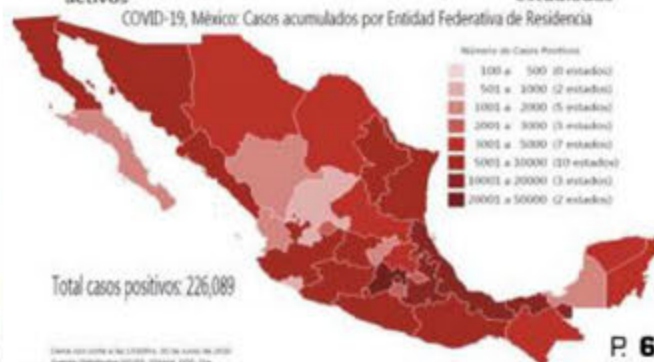 activos
COVID-19, México: Casos acumulados por Entidad Federativa de Residencia
Número de Casos Positivos
100 a 500 (0 estados)
501 a 1000 (2 estados)
1001 a 2000 (5 estados)
2001 a 3000 (3 estados)
3001 a 5000 (7 estados)
5001 a 10000 (10 estados)
10001 a 20000 (3 estados)
20001 a 50000 (2 estados)
Total casos positivos: 226,089
P. 6